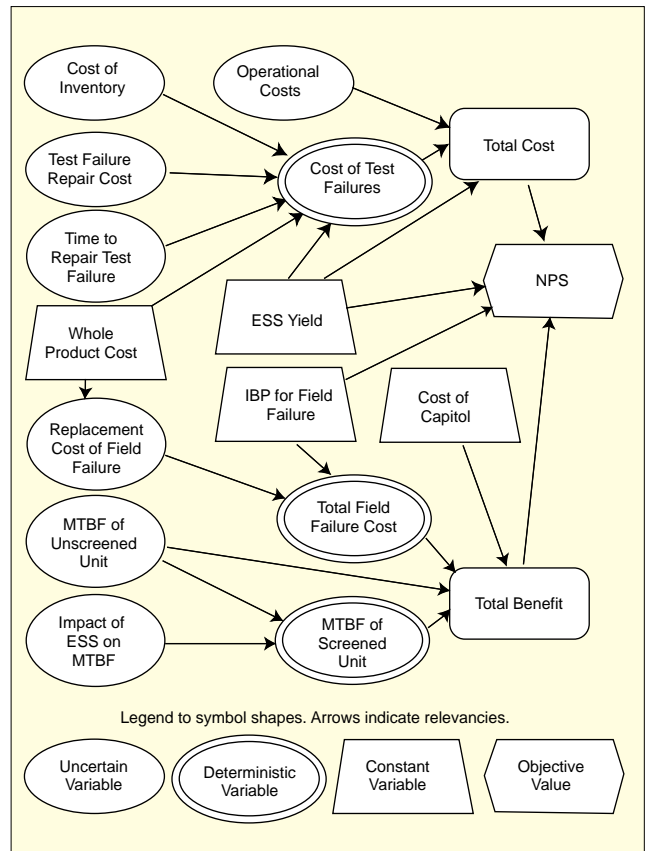 Cost of
Inventory
Operational
Costs
Test Failure
Repair Cost
Cost of Test
Failures
Total Cost
Time to
Repair Test
Failure
NPS
ESS Yield
Whole
Product Cost
IBP for Field
Failure
Cost of
Capitol
Replacement
Cost of Field
Failure
Total Field
Failure Cost
MTBF of
Unscreened
Unit
Total Benefit
Impact of
ESS on
MTBF
MTBF of
Screened
Unit
Legend to symbol shapes. Arrows indicate relevancies.
Uncertain
Variable
Deterministic
Variable
Constant
Variable
Objective
Value